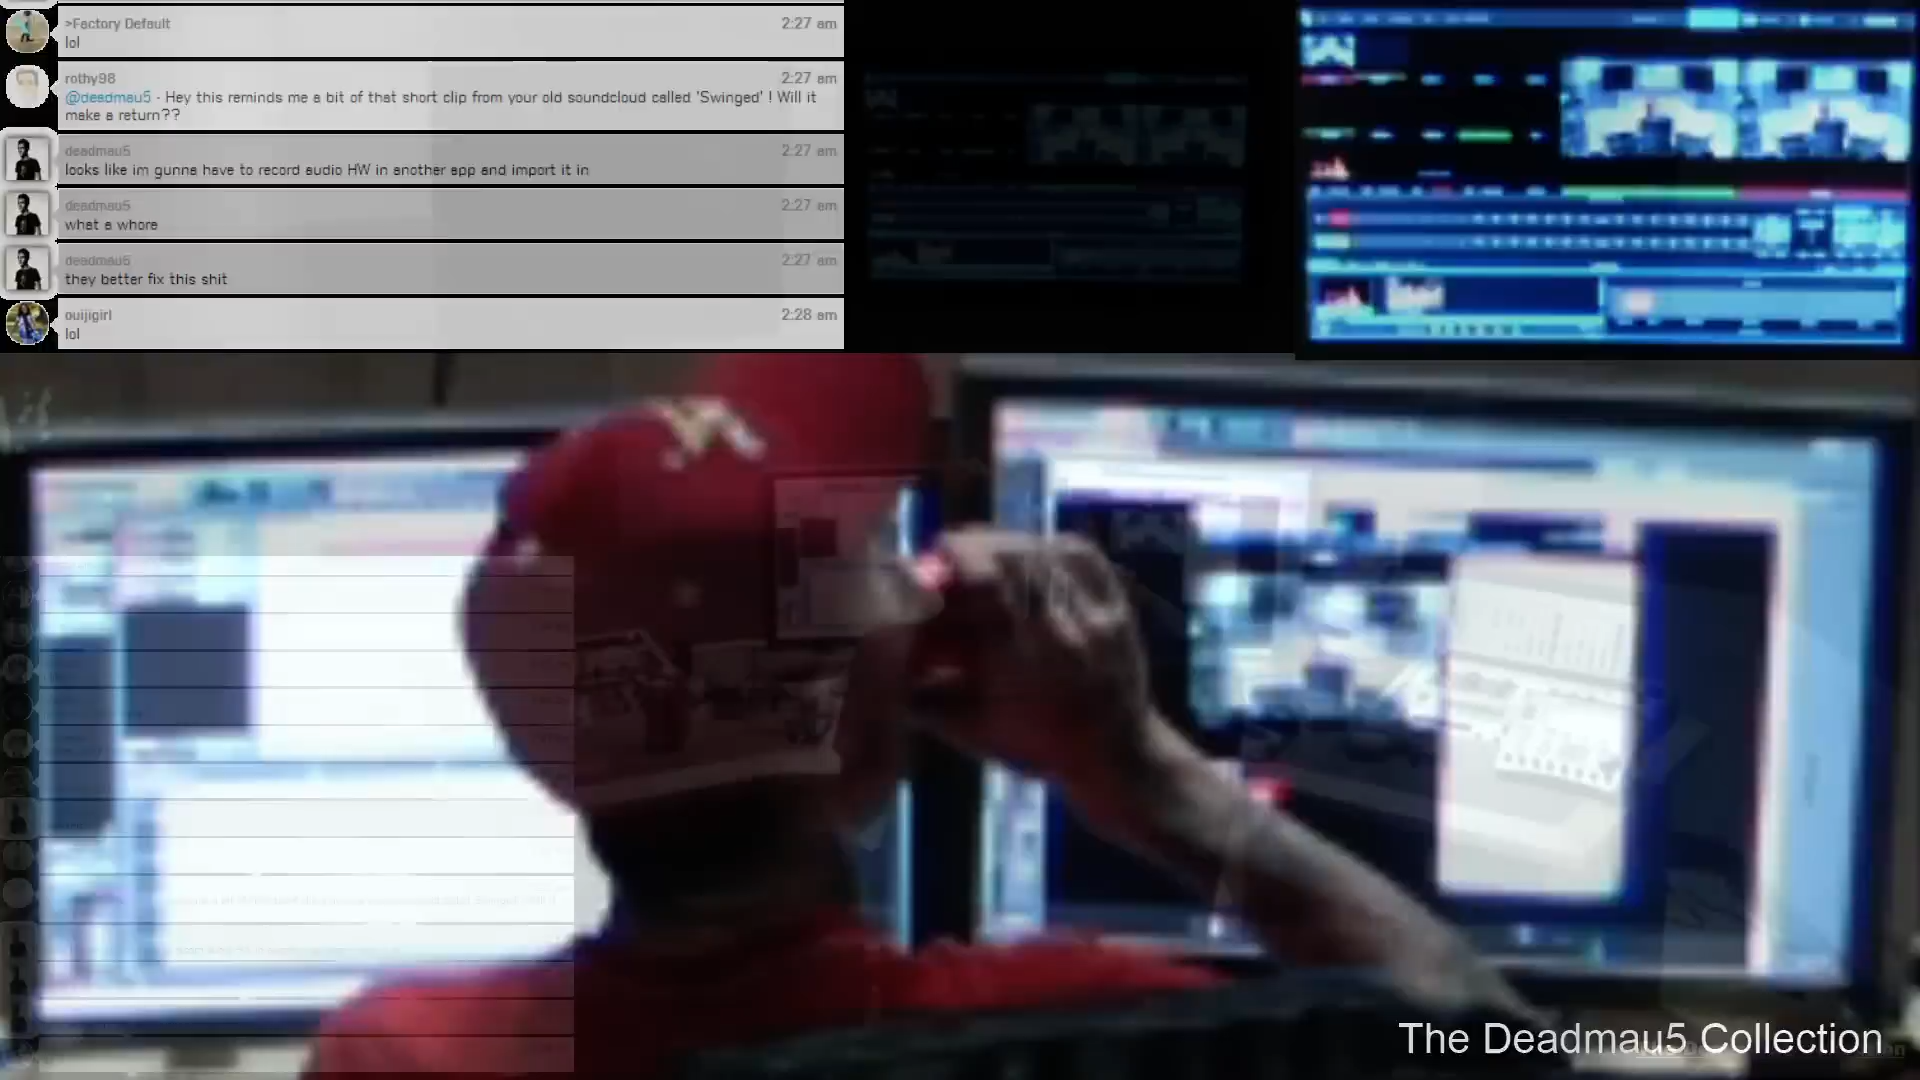 >Factory Default 2:27 am
lol
rothy98 2:27 am
@deadmau5 - Hey this reminds me a bit of that short clip from your old soundcloud called 'Swinged' ! Will it
make a return??
deadmau5 2:27 am
looks like im gunna have to record audio HW in another app and import it in
deadmau5 2:27 am
what a whore
deadmau5 2:27 am
they better fix this shit
ouijigirl 2:28 am
lol
The Deadmau5 Collection